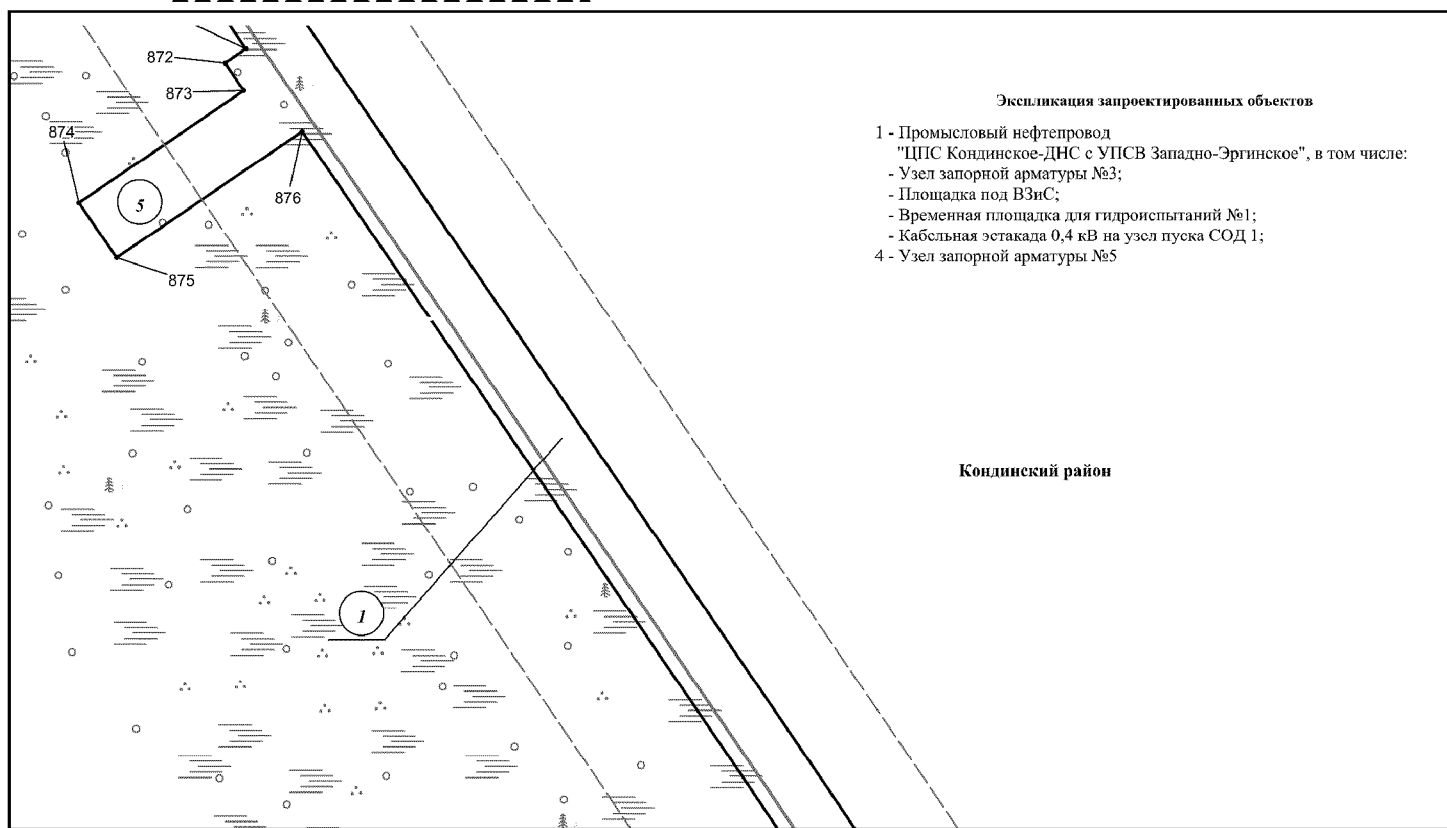 872
873
874
5
876
875
1
Экспликация запроектированных объектов
1 - Промысловый нефтепровод
"ЦПС Кондинское-ДНС с УПСВ Западно-Эргинское", в том числе:
- Узел запорной арматуры №3;
- Площадка под ВЗиС;
- Временная площадка для гидроиспытаний №1;
- Кабельная эстакада 0,4 кВ на узел пуска СОД 1;
4 - Узел запорной арматуры №5
Кондинский район